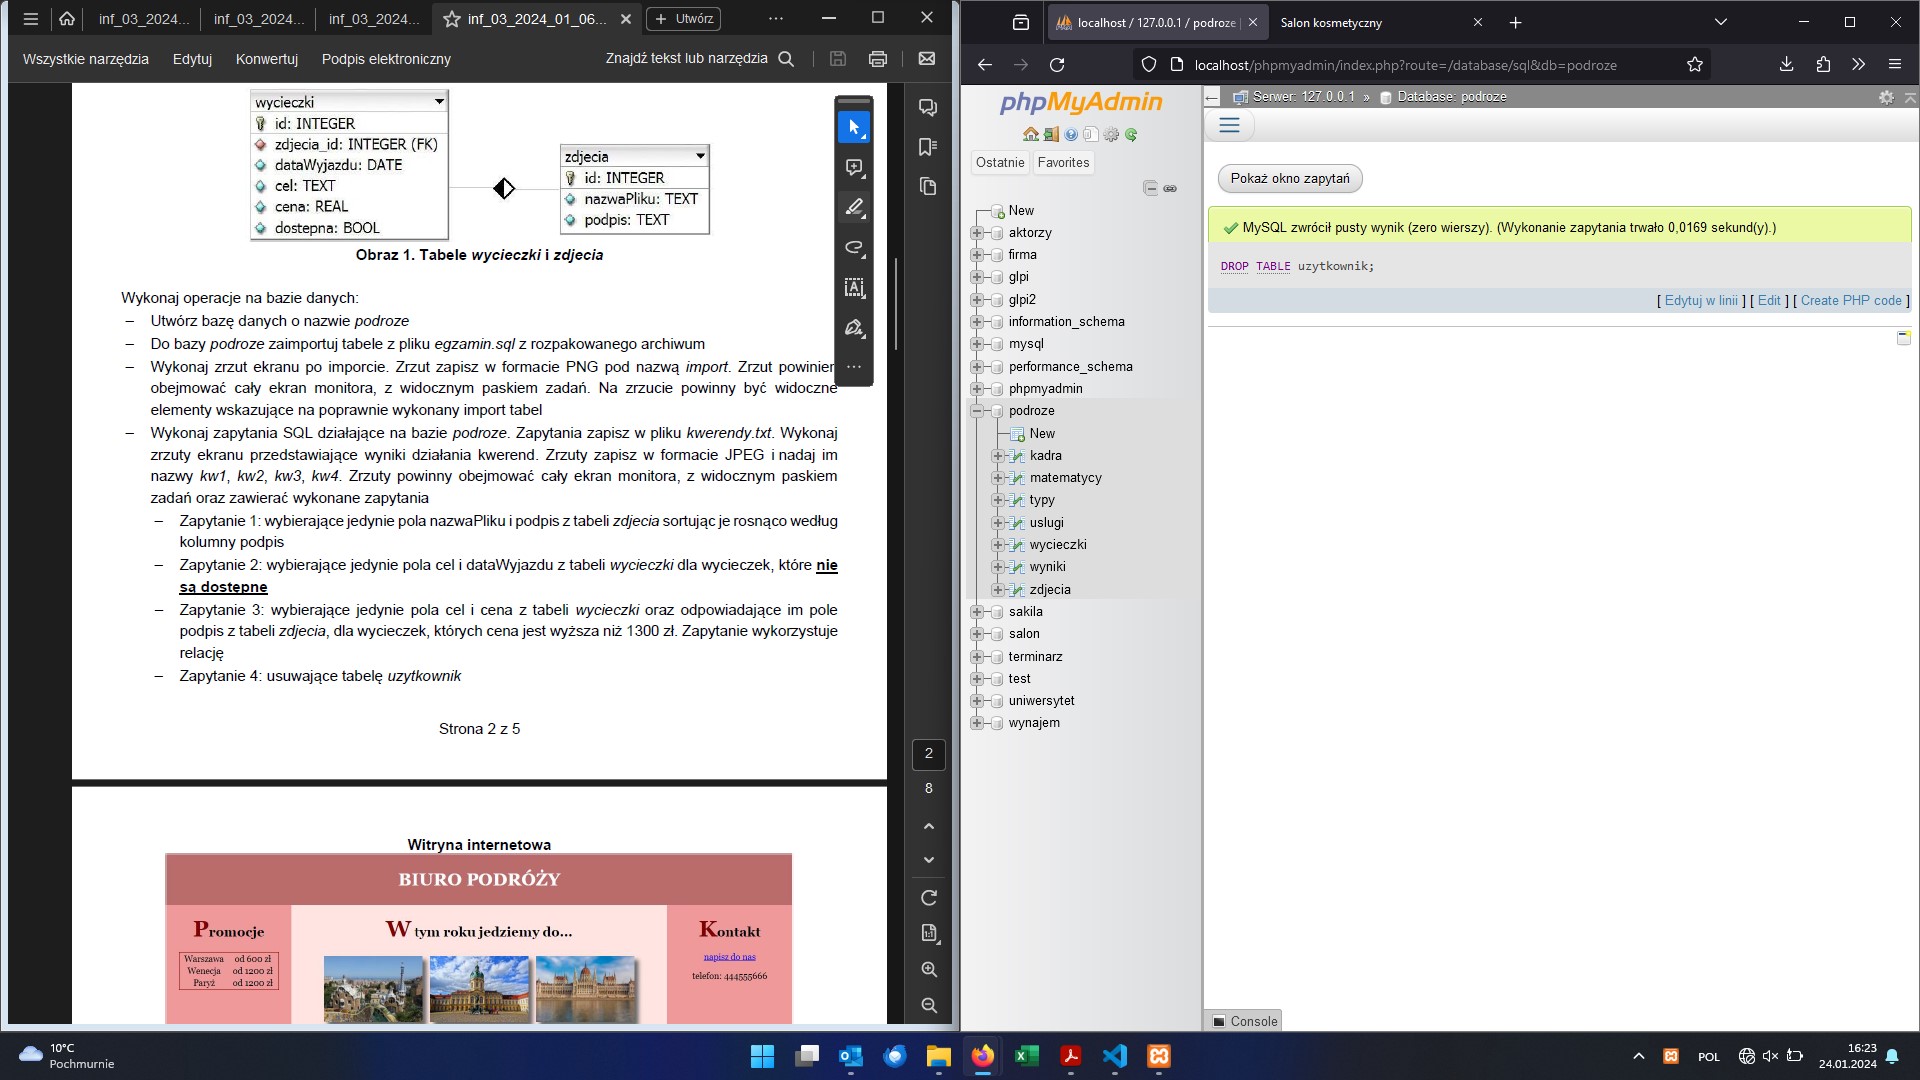 inf_03_2024...
inf_03_2024...
inf_03_2024...
inf_03_2024_01_06...
Utwórz
Wszystkie narzędzia
Edytuj
Konwertuj
Podpis elektroniczny
Znajdź tekst lub narzędzia
wycieczki
id: INTEGER
zdjecia_id: INTEGER (FK)
dataWyjazdu: DATE
cel: TEXT
cena: REAL
dostepna: BOOL
zdjecia
id: INTEGER
nazwaPliku: TEXT
podpis: TEXT
Obraz 1. Tabele wycieczki i zdjecia
Wykonaj operacje na bazie danych:
– Utwórz bazę danych o nazwie podroze
– Do bazy podroze zaimportuj tabele z pliku egzamin.sql z rozpakowanego archiwum
– Wykonaj zrzut ekranu po imporcie. Zrzut zapisz w formacie PNG pod nazwą import. Zrzut powinien
obejmować cały ekran monitora, z widocznym paskiem zadań. Na zrzucie powinny być widoczne
elementy wskazujące na poprawnie wykonany import tabel
– Wykonaj zapytania SQL działające na bazie podroze. Zapytania zapisz w pliku kwerendy.txt. Wykonaj
zrzuty ekranu przedstawiające wyniki działania kwerend. Zrzuty zapisz w formacie JPEG i nadaj im
nazwy kw1, kw2, kw3, kw4. Zrzuty powinny obejmować cały ekran monitora, z widocznym paskiem
zadań oraz zawierać wykonane zapytania
– Zapytanie 1: wybierające jedynie pola nazwaPliku i podpis z tabeli zdjecia sortując je rosnąco według
kolumny podpis
– Zapytanie 2: wybierające jedynie pola cel i dataWyjazdu z tabeli wycieczki dla wycieczek, które nie
są dostępne
– Zapytanie 3: wybierające jedynie pola cel i cena z tabeli wycieczki oraz odpowiadające im pole
podpis z tabeli zdjecia, dla wycieczek, których cena jest wyższa niż 1300 zł. Zapytanie wykorzystuje
relację
– Zapytanie 4: usuwające tabelę uzytkownik
Strona 2 z 5
2
8
Witryna internetowa
BIURO PODRÓŻY
Promocje
Warszawa od 600 zł
Wenecja od 1200 zł
Paryż od 1200 zł
W tym roku jedziemy do...
Kontakt
napisz do nas
telefon: 444555666
localhost / 127.0.0.1 / podroze |
Salon kosmetyczny
localhost/phpmyadmin/index.php?route=/database/sql&db=podroze
phpMyAdmin
Ostatnie
Favorites
New
aktorzy
firma
glpi
glpi2
information_schema
mysql
performance_schema
phpmyadmin
podroze
New
kadra
matematycy
typy
uslugi
wycieczki
wyniki
zdjecia
sakila
salon
terminarz
test
uniwersytet
wynajem
Serwer: 127.0.0.1 » Database: podroze
Pokaż okno zapytań
MySQL zwrócił pusty wynik (zero wierszy). (Wykonanie zapytania trwało 0,0169 sekund(y).)
DROP TABLE uzytkownik;
[ Edytuj w linii ] [ Edit ] [ Create PHP code ]
Console
10°C
Pochmurnie
POL
16:23
24.01.2024